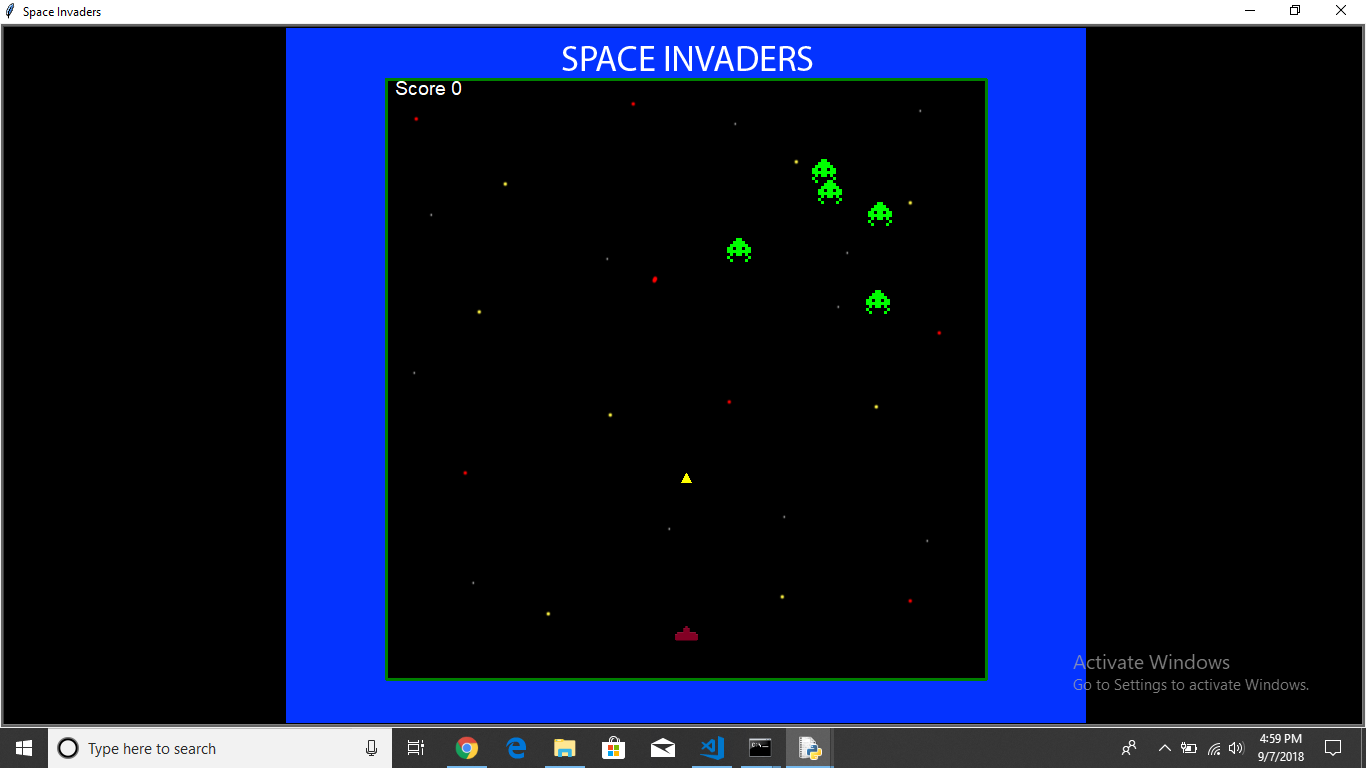 Space Invaders
SPACE INVADERS
Score 0
Activate Windows
Go to Settings to activate Windows.
Type here to search
4:59 PM
9/7/2018